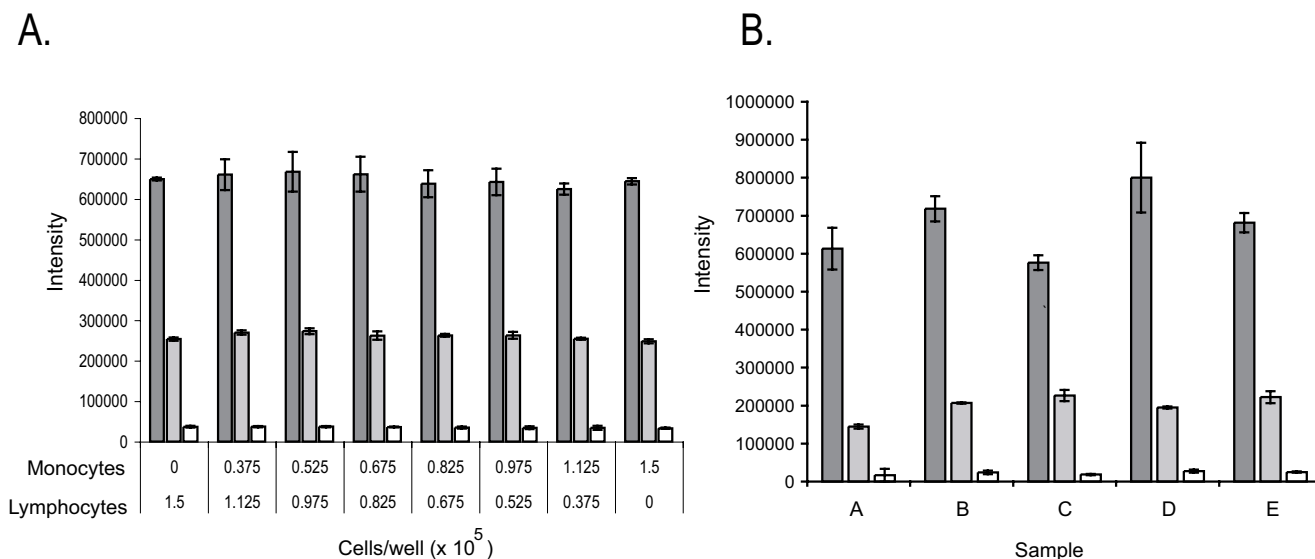 A.
800000
700000
600000
500000
400000
300000
200000
100000
0
Intensity
Monocytes 0 0.375 0.525 0.675 0.825 0.975 1.125 1.5
Lymphocytes 1.5 1.125 0.975 0.825 0.675 0.525 0.375 0
Cells/well (x 10^5)
B.
1000000
900000
800000
700000
600000
500000
400000
300000
200000
100000
0
Intensity
A B C D E
Sample